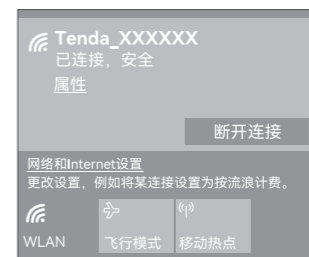 Tenda_XXXXXX
已连接，安全
属性
断开连接
网络和Internet设置
更改设置，例如将某连接设置为按流浪计费。
WLAN
飞行模式
移动热点